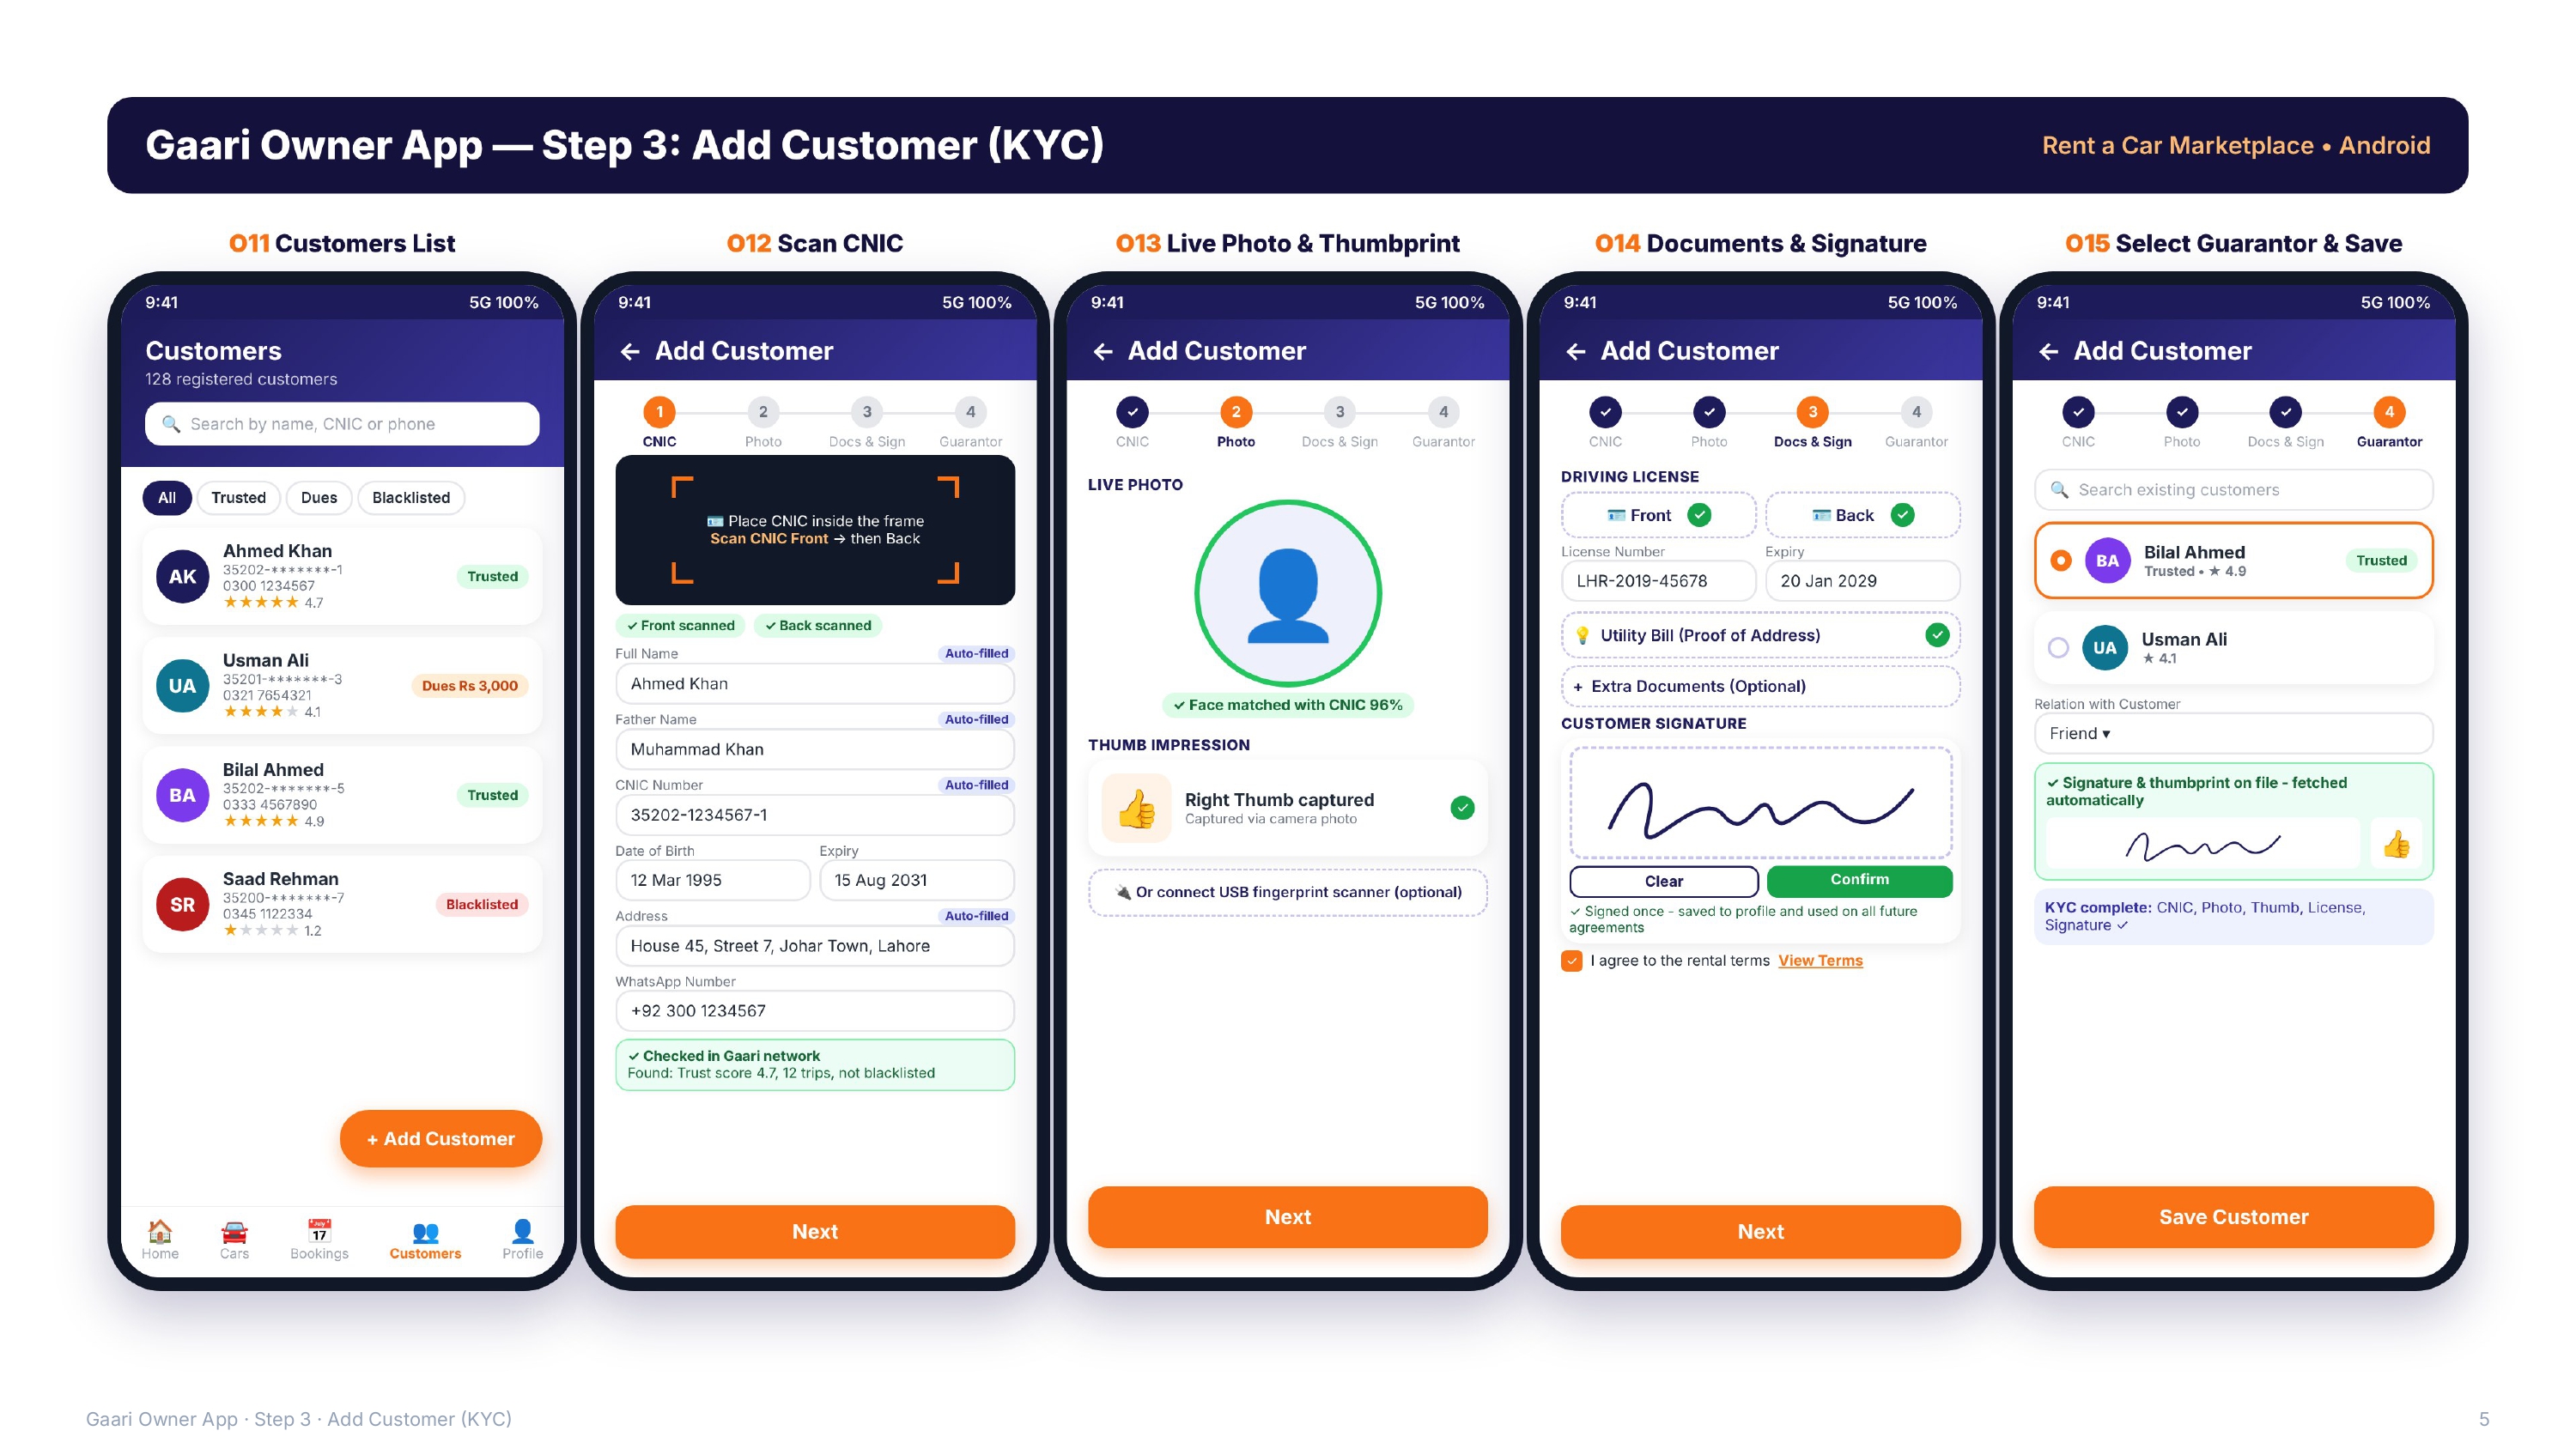 Gaari Owner App — Step 3: Add Customer (KYC)
Rent a Car Marketplace • Android
O11 Customers List
9:41
5G 100%
Customers
128 registered customers
🔍 Search by name, CNIC or phone
All
Trusted
Dues
Blacklisted
AK
Ahmed Khan
35202-*******-1
0300 1234567
★★★★★ 4.7
Trusted
UA
Usman Ali
35201-*******-3
0321 7654321
★★★★★ 4.1
Dues Rs 3,000
BA
Bilal Ahmed
35202-*******-5
0333 4567890
★★★★★ 4.9
Trusted
SR
Saad Rehman
35200-*******-7
0345 1122334
★★★★★ 1.2
Blacklisted
+ Add Customer
Home
Cars
Bookings
Customers
Profile
O12 Scan CNIC
9:41
5G 100%
← Add Customer
1
2
3
4
CNIC
Photo
Docs & Sign
Guarantor
🪪 Place CNIC inside the frame
Scan CNIC Front → then Back
✓ Front scanned
✓ Back scanned
Full Name
Auto-filled
Ahmed Khan
Father Name
Auto-filled
Muhammad Khan
CNIC Number
Auto-filled
35202-1234567-1
Date of Birth
Expiry
12 Mar 1995
15 Aug 2031
Address
Auto-filled
House 45, Street 7, Johar Town, Lahore
WhatsApp Number
+92 300 1234567
✓ Checked in Gaari network
Found: Trust score 4.7, 12 trips, not blacklisted
Next
O13 Live Photo & Thumbprint
9:41
5G 100%
← Add Customer
✓
2
3
4
CNIC
Photo
Docs & Sign
Guarantor
LIVE PHOTO
✓ Face matched with CNIC 96%
THUMB IMPRESSION
Right Thumb captured
Captured via camera photo
🔌 Or connect USB fingerprint scanner (optional)
Next
O14 Documents & Signature
9:41
5G 100%
← Add Customer
✓
✓
3
4
CNIC
Photo
Docs & Sign
Guarantor
DRIVING LICENSE
🪪 Front ✓
🪪 Back ✓
License Number
Expiry
LHR-2019-45678
20 Jan 2029
💡 Utility Bill (Proof of Address)
+ Extra Documents (Optional)
CUSTOMER SIGNATURE
Clear
Confirm
✓ Signed once - saved to profile and used on all future
agreements
I agree to the rental terms View Terms
Next
O15 Select Guarantor & Save
9:41
5G 100%
← Add Customer
✓
✓
✓
4
CNIC
Photo
Docs & Sign
Guarantor
🔍 Search existing customers
BA
Bilal Ahmed
Trusted • ★ 4.9
Trusted
UA
Usman Ali
★ 4.1
Relation with Customer
Friend ▾
✓ Signature & thumbprint on file - fetched
automatically
KYC complete: CNIC, Photo, Thumb, License,
Signature ✓
Save Customer
Gaari Owner App · Step 3 · Add Customer (KYC)
5